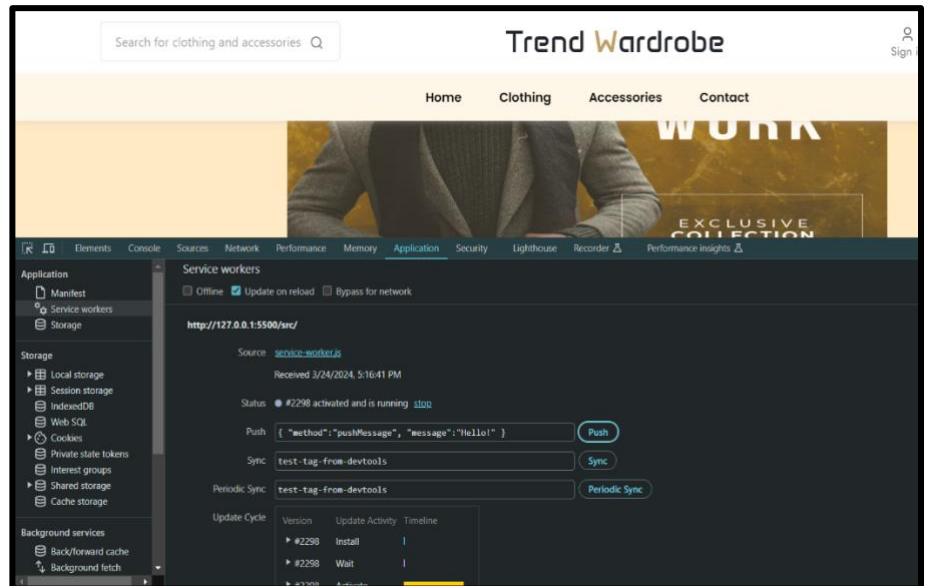 Search for clothing and accessories
Trend Wardrobe
Sign i
Home Clothing Accessories Contact
WORK
EXCLUSIVE
COLLECTION
Elements Console Sources Network Performance Memory Application Security Lighthouse Recorder Performance insights
Application
Manifest
Service workers
Storage
Storage
Local storage
Session storage
IndexedDB
Web SQL
Cookies
Private state tokens
Interest groups
Shared storage
Cache storage
Background services
Back/forward cache
Background fetch
Service workers
Offline Update on reload Bypass for network
http://127.0.0.1:5500/src/
Source service-worker.js
Received 3/24/2024, 5:16:41 PM
Status #2298 activated and is running stop
Push { "method":"pushMessage", "message":"Hello!" } Push
Sync test-tag-from-devtools Sync
Periodic Sync test-tag-from-devtools Periodic Sync
Update Cycle Version Update Activity Timeline
#2298 Install
#2298 Wait
#2298 Activate